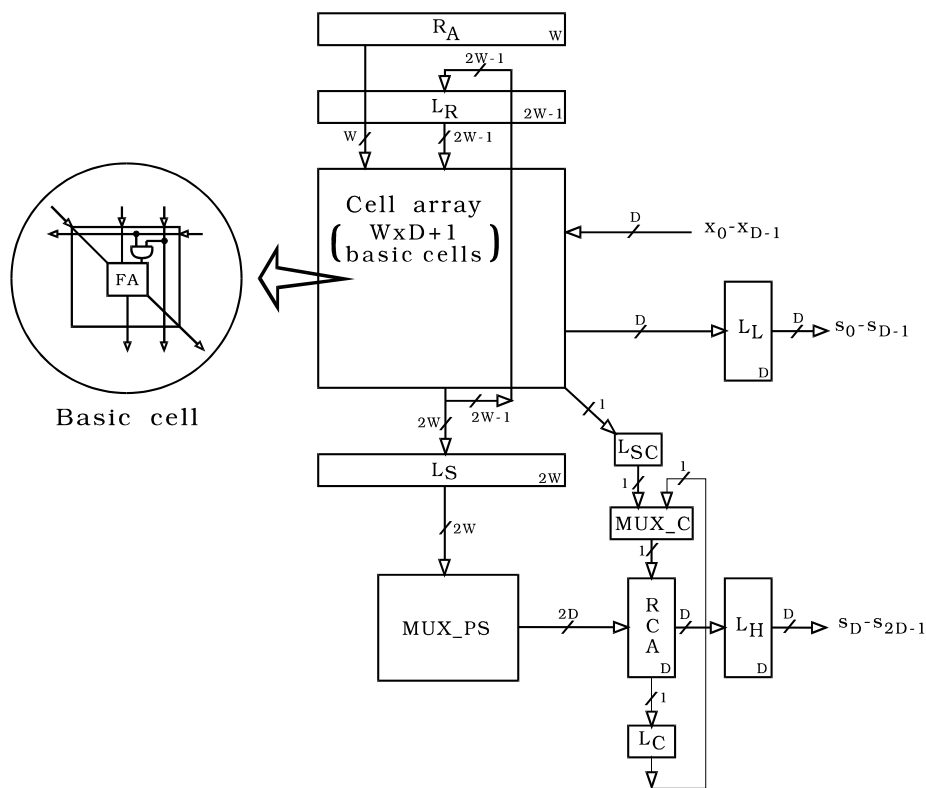 R_A
W
2W-1
L_R
2W-1
W
2W-1
Cell array
( WxD+1 )
basic cells
D
x_0-x_{D-1}
FA
D
L_L
D
D
s_0-s_{D-1}
Basic cell
2W
2W-1
1
L_S
2W
L_{SC}
1
1
2W
MUX_C
1
MUX_PS
2D
R
C
A
D
D
L_H
D
D
s_D-s_{2D-1}
1
L_C